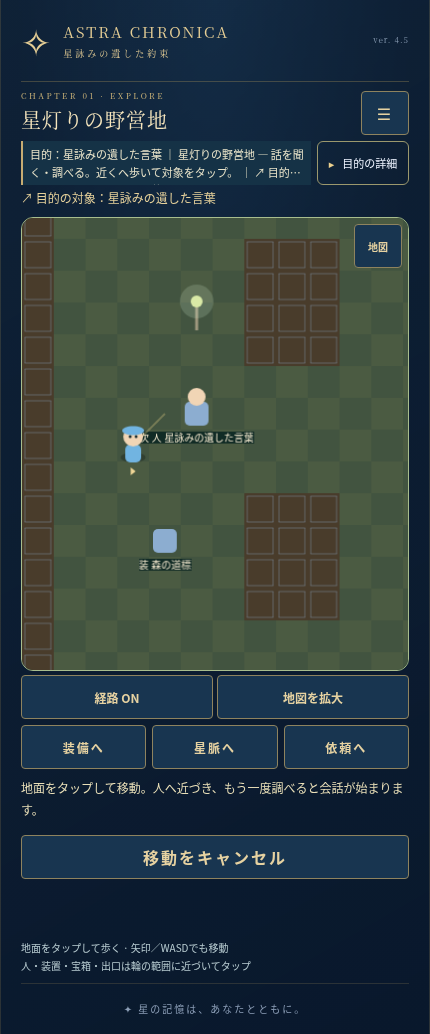 ASTRA CHRONICA
星詠みの遺した約束
ver. 4.5
CHAPTER 01 · EXPLORE
星灯りの野営地
☰
目的：星詠みの遺した言葉 ｜ 星灯りの野営地 — 話を聞
く・調べる。近くへ歩いて対象をタップ。 ｜ ↗ 目的…
▸ 目的の詳細
↗ 目的の対象：星詠みの遺した言葉
地図
人 星詠みの遺した言葉
装 森の道標
経路 ON
地図を拡大
装備へ
星脈へ
依頼へ
地面をタップして移動。人へ近づき、もう一度調べると会話が始まりま
す。
移動をキャンセル
地面をタップして歩く · 矢印／WASDでも移動
人・装置・宝箱・出口は輪の範囲に近づいてタップ
✦ 星の記憶は、あなたとともに。